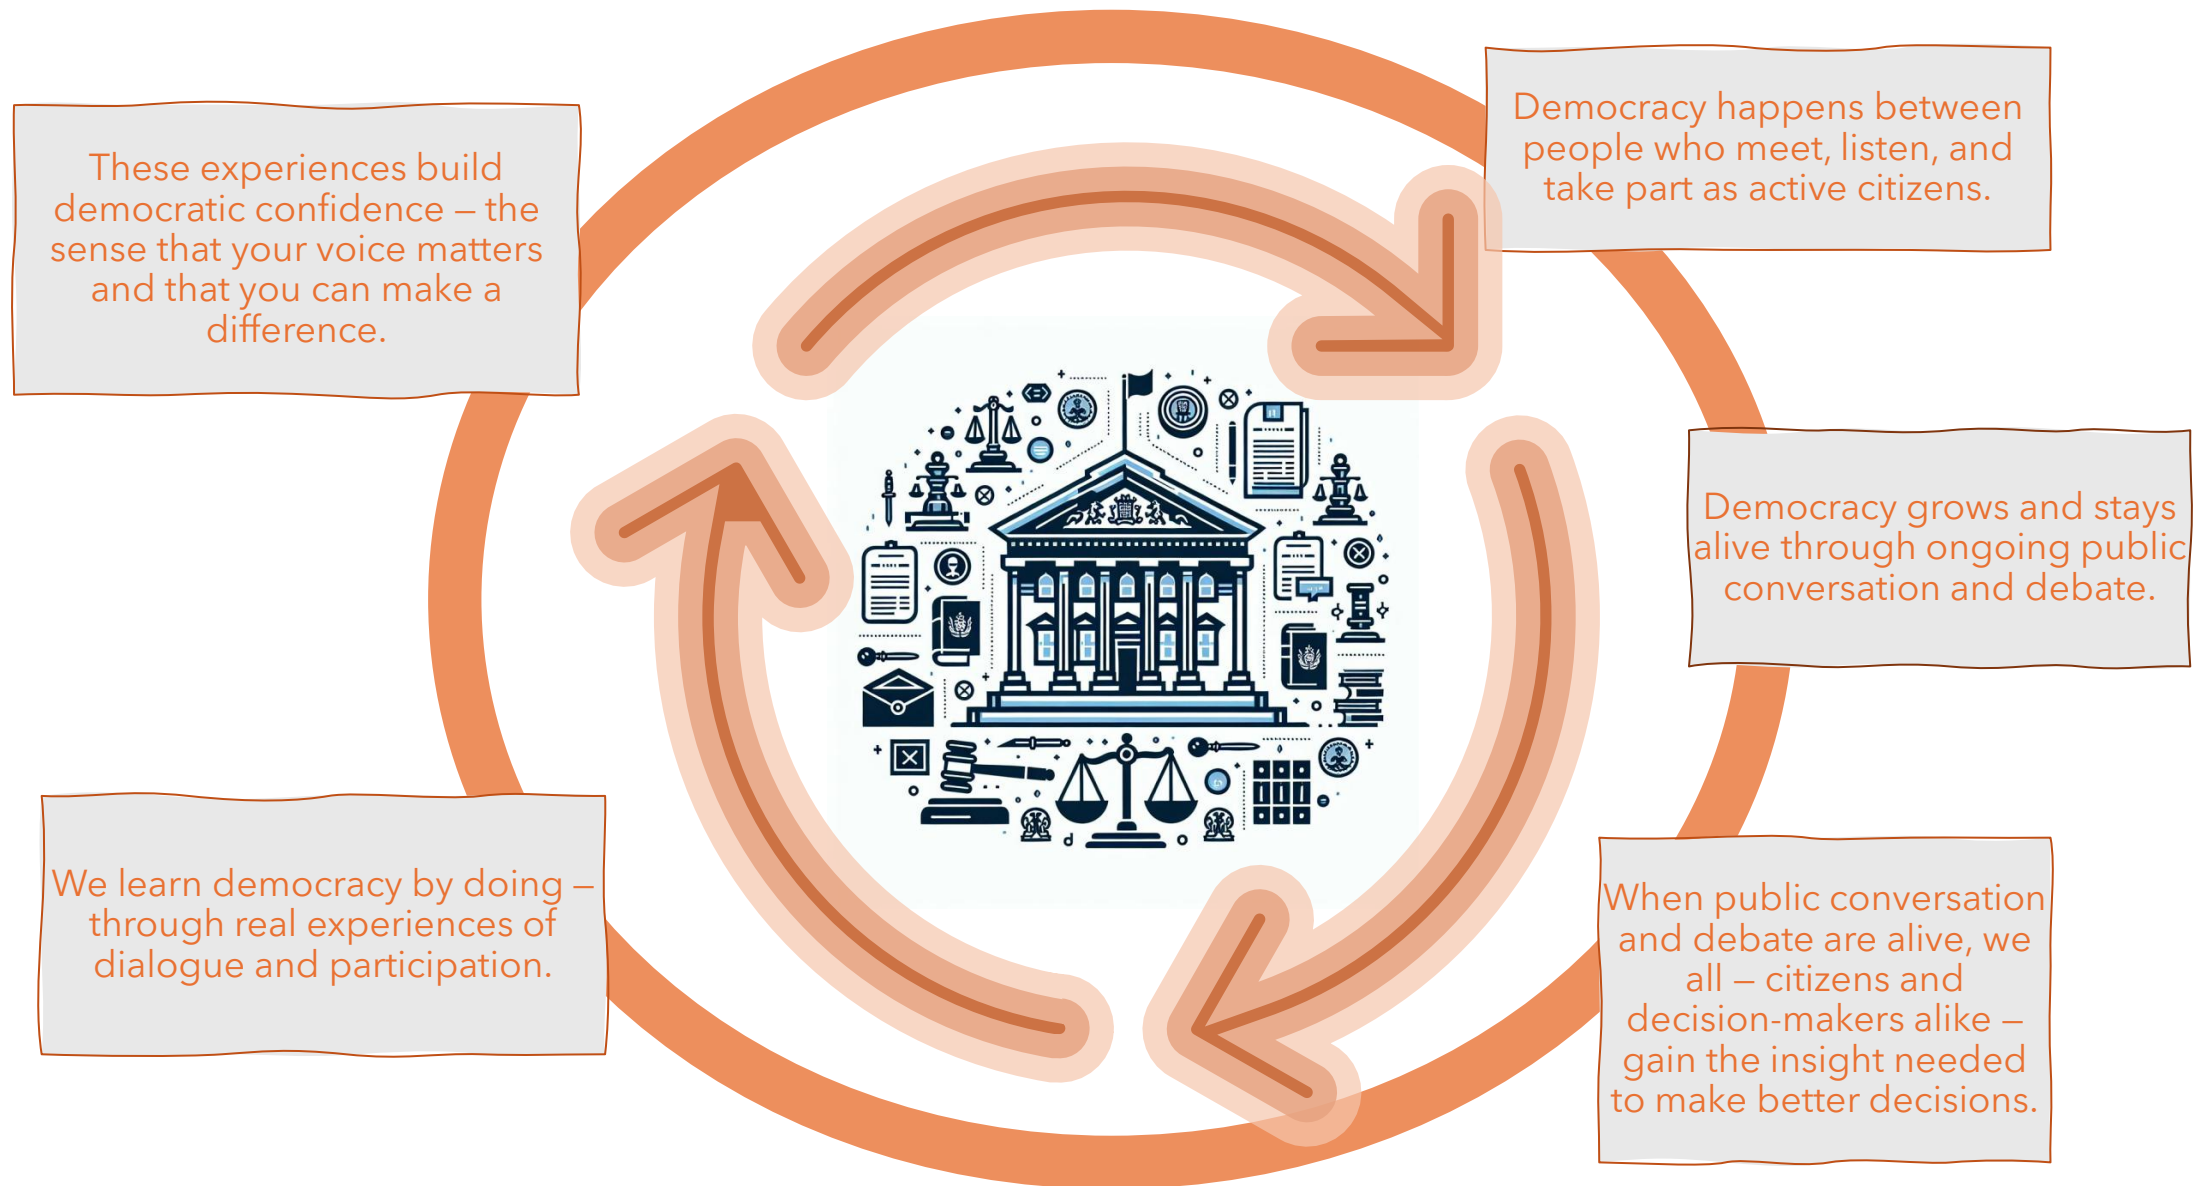 Democracy happens between
people who meet, listen, and
take part as active citizens.
Democracy grows and stays
alive through ongoing public
conversation and debate.
When public conversation
and debate are alive, we
all – citizens and
decision-makers alike –
gain the insight needed
to make better decisions.
We learn democracy by doing –
through real experiences of
dialogue and participation.
These experiences build
democratic confidence – the
sense that your voice matters
and that you can make a
difference.